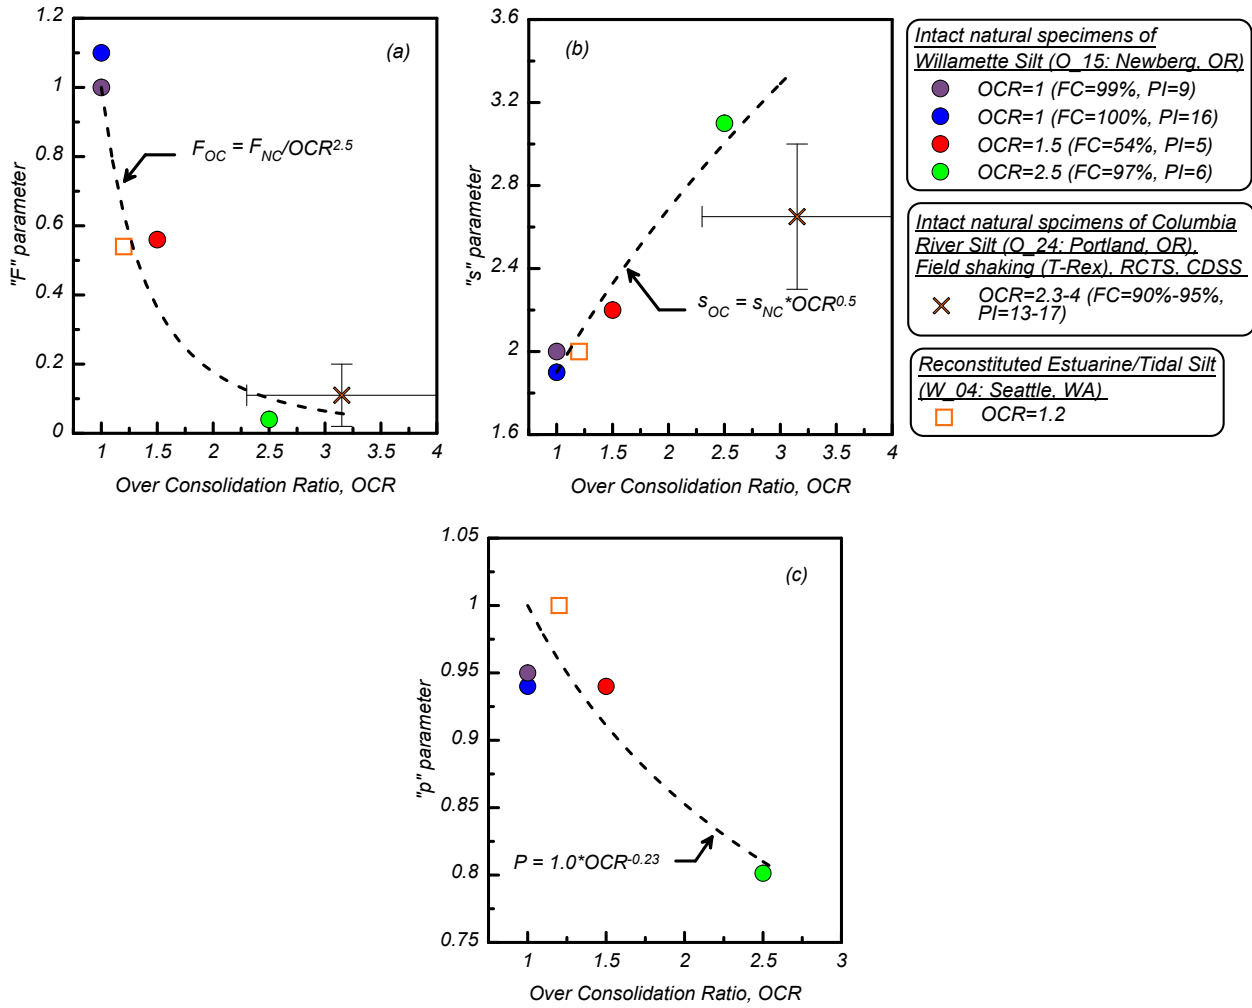 (a)
"F" parameter
1.2
1
0.8
0.6
0.4
0.2
0
F_OC = F_NC/OCR^2.5
1 1.5 2 2.5 3 3.5 4
Over Consolidation Ratio, OCR
(b)
"s" parameter
3.6
3.2
2.8
2.4
2
1.6
s_OC = s_NC*OCR^0.5
1 1.5 2 2.5 3 3.5 4
Over Consolidation Ratio, OCR
Intact natural specimens of
Willamette Silt (O_15: Newberg, OR)
OCR=1 (FC=99%, PI=9)
OCR=1 (FC=100%, PI=16)
OCR=1.5 (FC=54%, PI=5)
OCR=2.5 (FC=97%, PI=6)
Intact natural spcimens of Columbia
River Silt (O_24: Portland, OR),
Field shaking (T-Rex), RCTS, CDSS
OCR=2.3-4 (FC=90%-95%,
PI=13-17)
Reconstituted Estuarine/Tidal Silt
(W_04: Seattle, WA)
OCR=1.2
(c)
"p" parameter
1.05
1
0.95
0.9
0.85
0.8
0.75
P = 1.0*OCR^-0.23
1 1.5 2 2.5 3
Over Consolidation Ratio, OCR